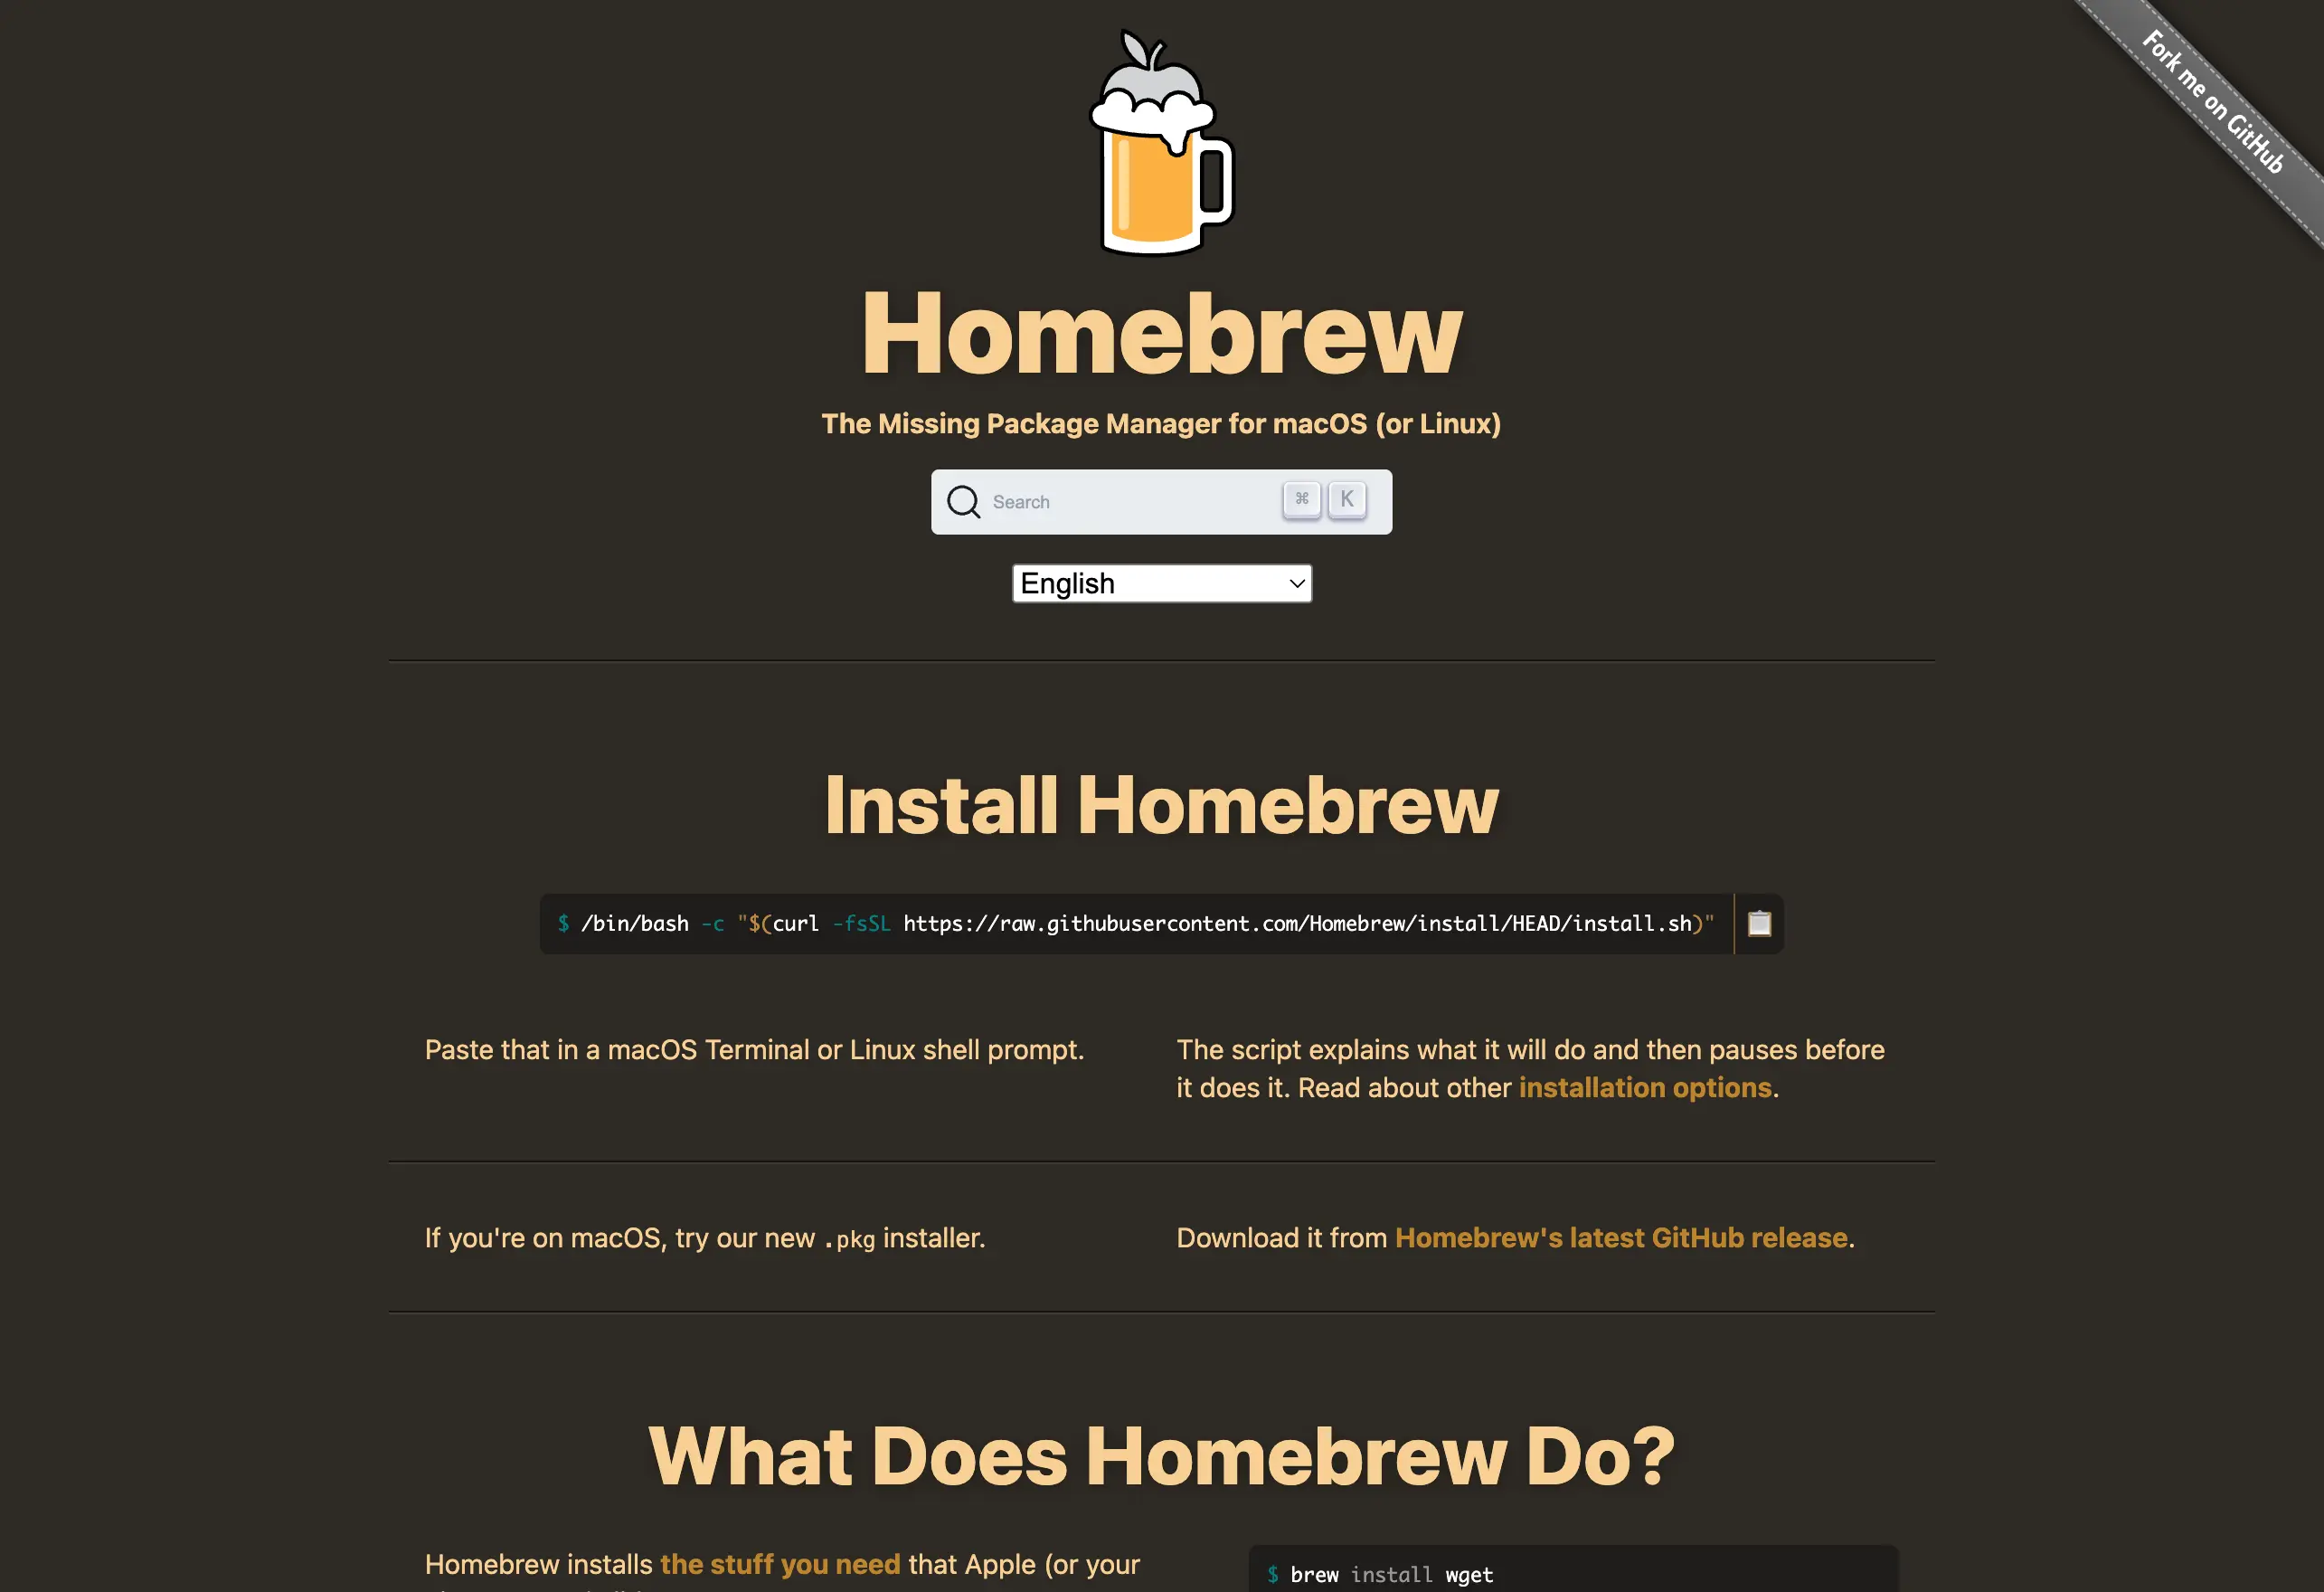 Fork me on GitHub
Homebrew
The Missing Package Manager for macOS (or Linux)
Search ⌘ K
English
Install Homebrew
$ /bin/bash -c "$(curl -fsSL https://raw.githubusercontent.com/Homebrew/install/HEAD/install.sh)"
Paste that in a macOS Terminal or Linux shell prompt.
The script explains what it will do and then pauses before
it does it. Read about other installation options.
If you're on macOS, try our new .pkg installer.
Download it from Homebrew's latest GitHub release.
What Does Homebrew Do?
Homebrew installs the stuff you need that Apple (or your
$ brew install wget